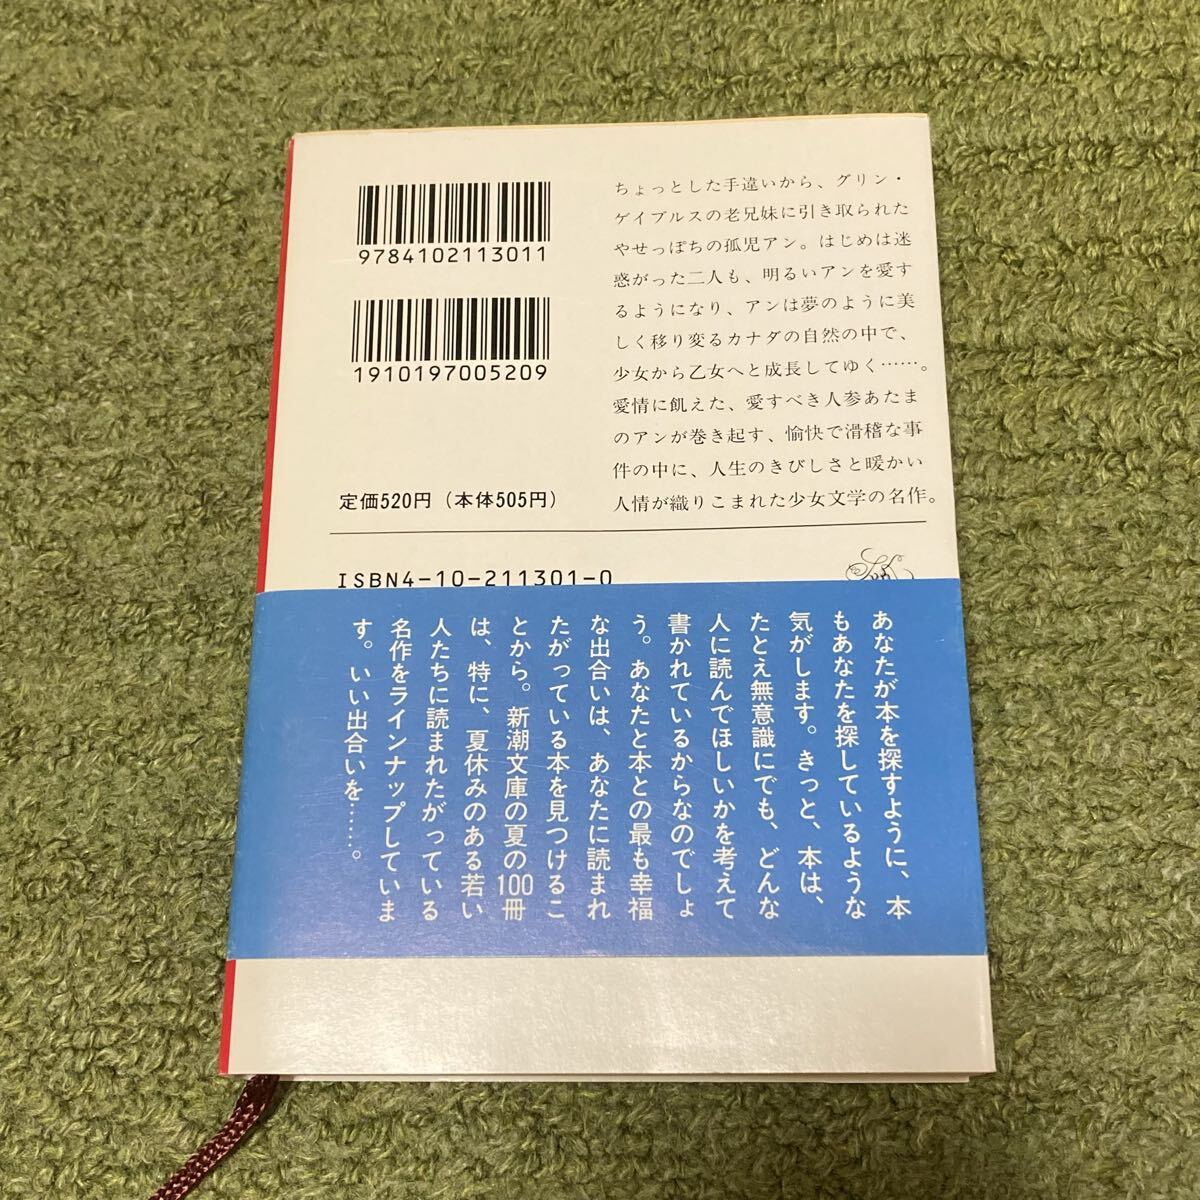 9784102113011
1910197005209
定価520円（本体505円）
ちょっとした手違いから、グリン・
ゲイブルスの老兄妹に引き取られた
やせっぽちの孤児アン。はじめは迷
惑がった二人も、明るいアンを愛す
るようになり、アンは夢のように美
しく移り変るカナダの自然の中で、
少女から乙女へと成長してゆく……。
愛情に飢えた、愛すべき人参あたま
のアンが巻き起す、愉快で滑稽な事
件の中に、人生のきびしさと暖かい
人情が織りこまれた少女文学の名作。
ISBN4-10-211301-0
あなたが本を探すように、本
もあなたを探しているような
気がします。きっと、本は、
たとえ無意識にでも、どんな
人に読んでほしいかを考えて
書かれているからなのでしょ
う。あなたと本との最も幸福
な出合いは、あなたに読まれ
たがっている本を見つけるこ
とから。新潮文庫の夏の100冊
は、特に、夏休みのある若い
人たちに読まれたがっている
名作をラインナップしていま
す。いい出合いを……。